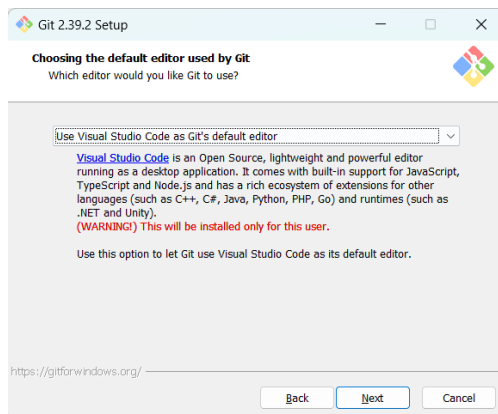 Git 2.39.2 Setup
Choosing the default editor used by Git
Which editor would you like Git to use?
Use Visual Studio Code as Git's default editor
Visual Studio Code is an Open Source, lightweight and powerful editor
running as a desktop application. It comes with built-in support for JavaScript,
TypeScript and Node.js and has a rich ecosystem of extensions for other
languages (such as C++, C#, Java, Python, PHP, Go) and runtimes (such as
.NET and Unity).
(WARNING!) This will be installed only for this user.
Use this option to let Git use Visual Studio Code as its default editor.
https://gitforwindows.org/
Back Next Cancel